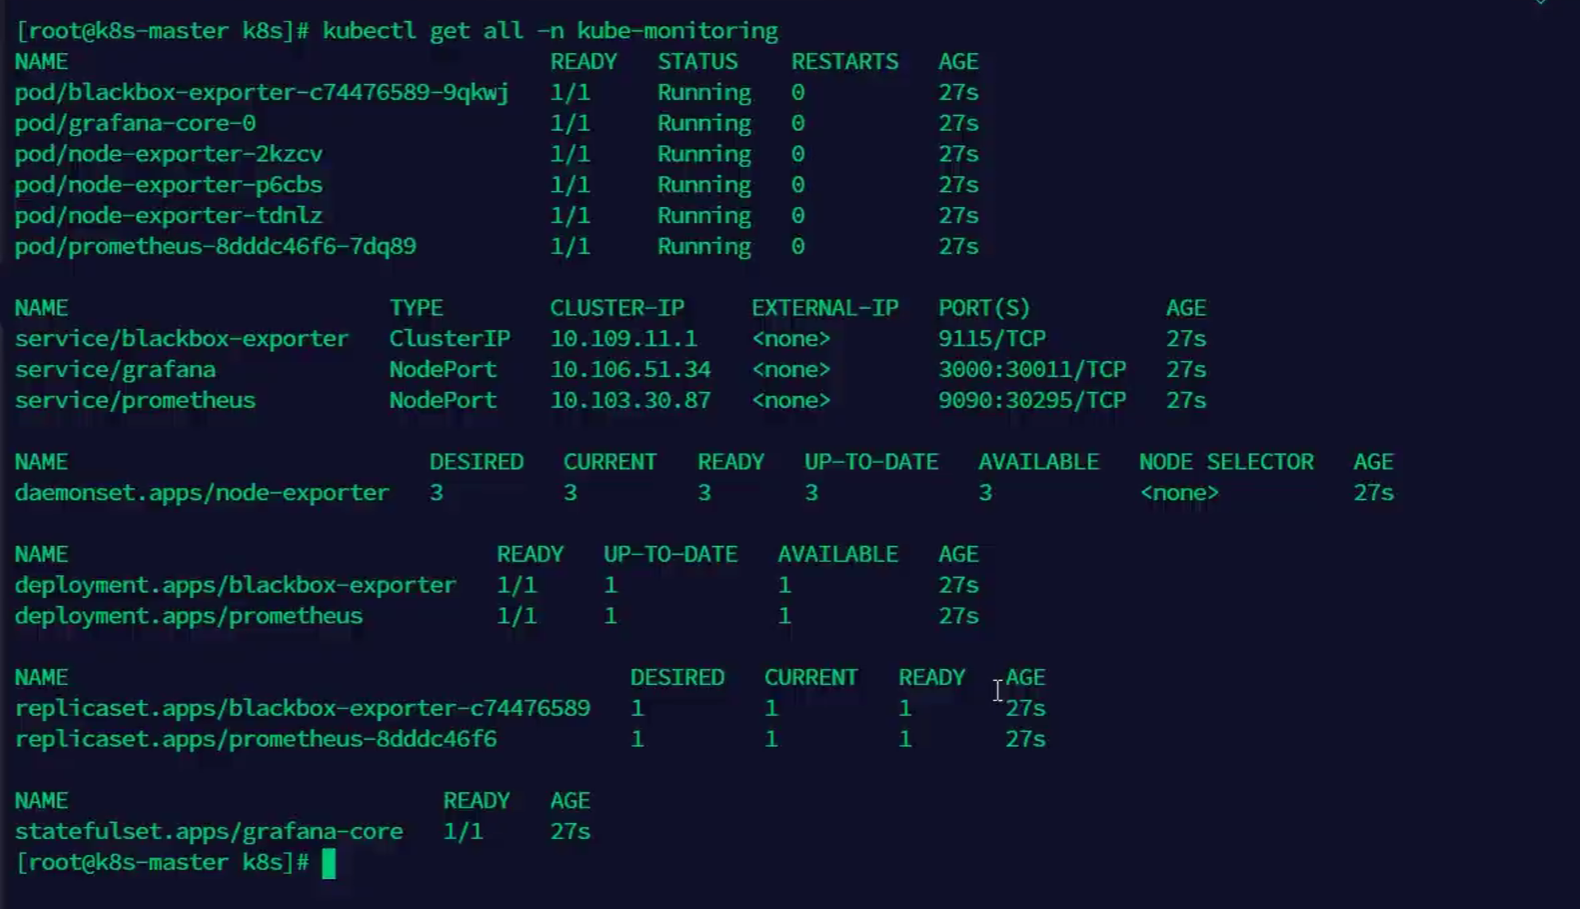 [root@k8s-master k8s]# kubectl get all -n kube-monitoring
NAME READY STATUS RESTARTS AGE
pod/blackbox-exporter-c74476589-9qkwj 1/1 Running 0 27s
pod/grafana-core-0 1/1 Running 0 27s
pod/node-exporter-2kzcv 1/1 Running 0 27s
pod/node-exporter-p6cbs 1/1 Running 0 27s
pod/node-exporter-tdnlz 1/1 Running 0 27s
pod/prometheus-8dddc46f6-7dq89 1/1 Running 0 27s
NAME TYPE CLUSTER-IP EXTERNAL-IP PORT(S) AGE
service/blackbox-exporter ClusterIP 10.109.11.1 <none> 9115/TCP 27s
service/grafana NodePort 10.106.51.34 <none> 3000:30011/TCP 27s
service/prometheus NodePort 10.103.30.87 <none> 9090:30295/TCP 27s
NAME DESIRED CURRENT READY UP-TO-DATE AVAILABLE NODE SELECTOR AGE
daemonset.apps/node-exporter 3 3 3 3 3 <none> 27s
NAME READY UP-TO-DATE AVAILABLE AGE
deployment.apps/blackbox-exporter 1/1 1 1 27s
deployment.apps/prometheus 1/1 1 1 27s
NAME DESIRED CURRENT READY AGE
replicaset.apps/blackbox-exporter-c74476589 1 1 1 27s
replicaset.apps/prometheus-8dddc46f6 1 1 1 27s
NAME READY AGE
statefulset.apps/grafana-core 1/1 27s
[root@k8s-master k8s]#